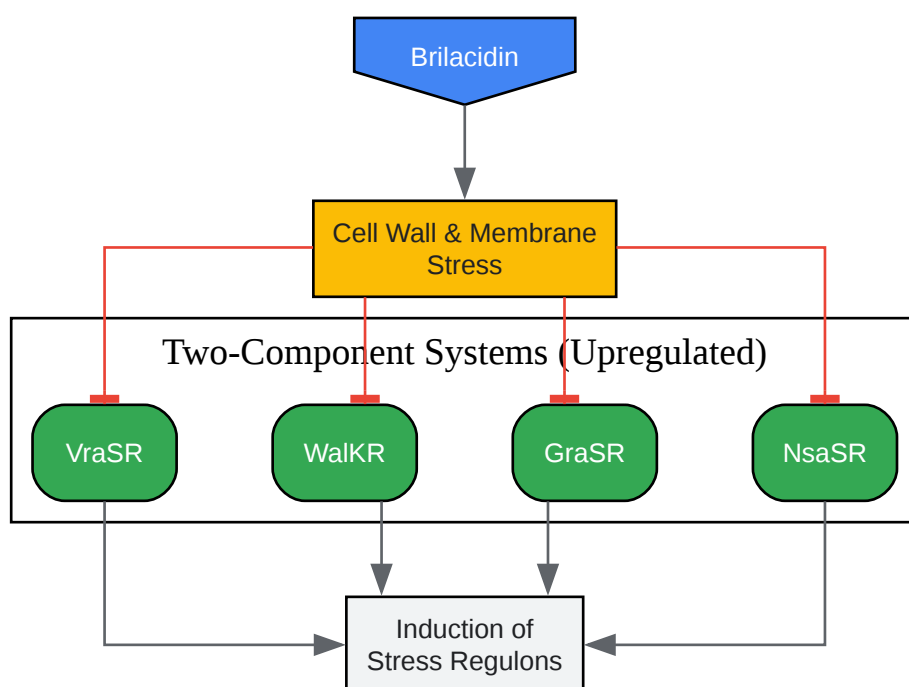 Brilacidin
Cell Wall & Membrane
Stress
Two-Component Systems (Upregulated)
VraSR
WalKR
GraSR
NsaSR
Induction of
Stress Regulons